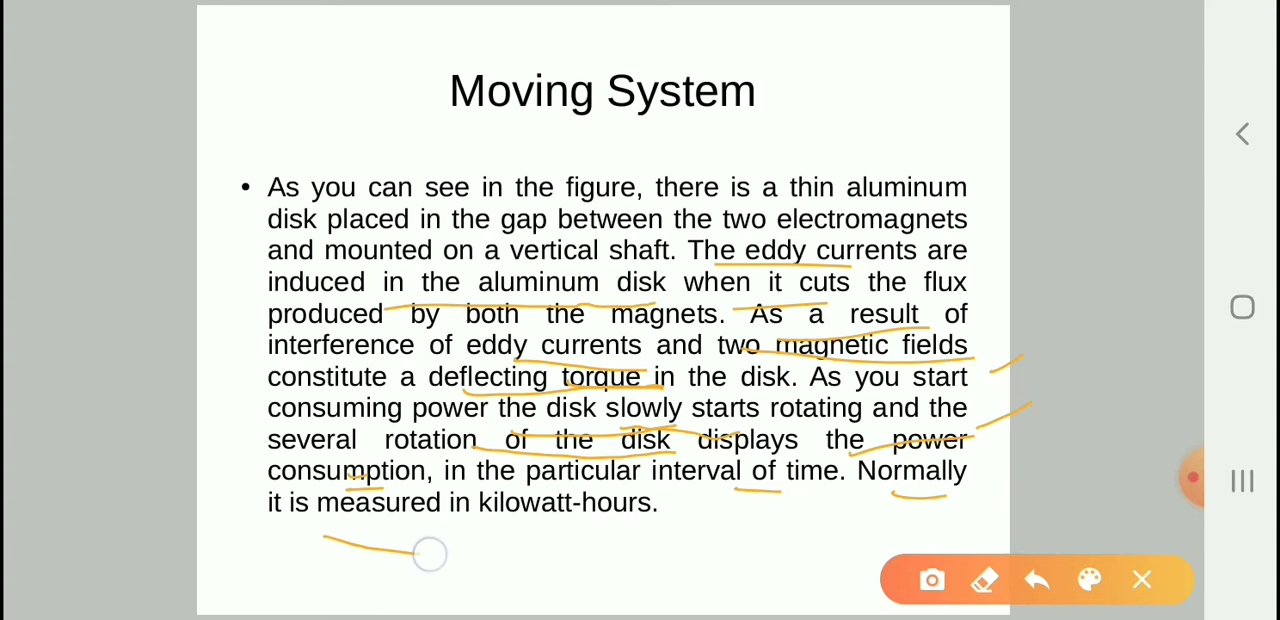 Moving System
• As you can see in the figure, there is a thin aluminum
disk placed in the gap between the two electromagnets
and mounted on a vertical shaft. The eddy currents are
induced in the aluminum disk when it cuts the flux
produced by both the magnets. As a result of
interference of eddy currents and two magnetic fields
constitute a deflecting torque in the disk. As you start
consuming power the disk slowly starts rotating and the
several rotation of the disk displays the power
consumption, in the particular interval of time. Normally
it is measured in kilowatt-hours.